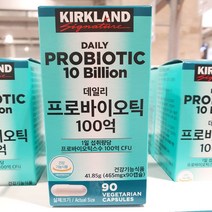 KIRKLAND
Signature
DAILY
PROBIOTIC
10 Billion
데일리
프로바이오틱
100억
1일 섭취량당
프로바이오틱스수 100억 CFU
건강기능식품
41.85g (465mg x 90캡슐)
90
VEGETARIAN
CAPSULES
실제크기 / Actual Size